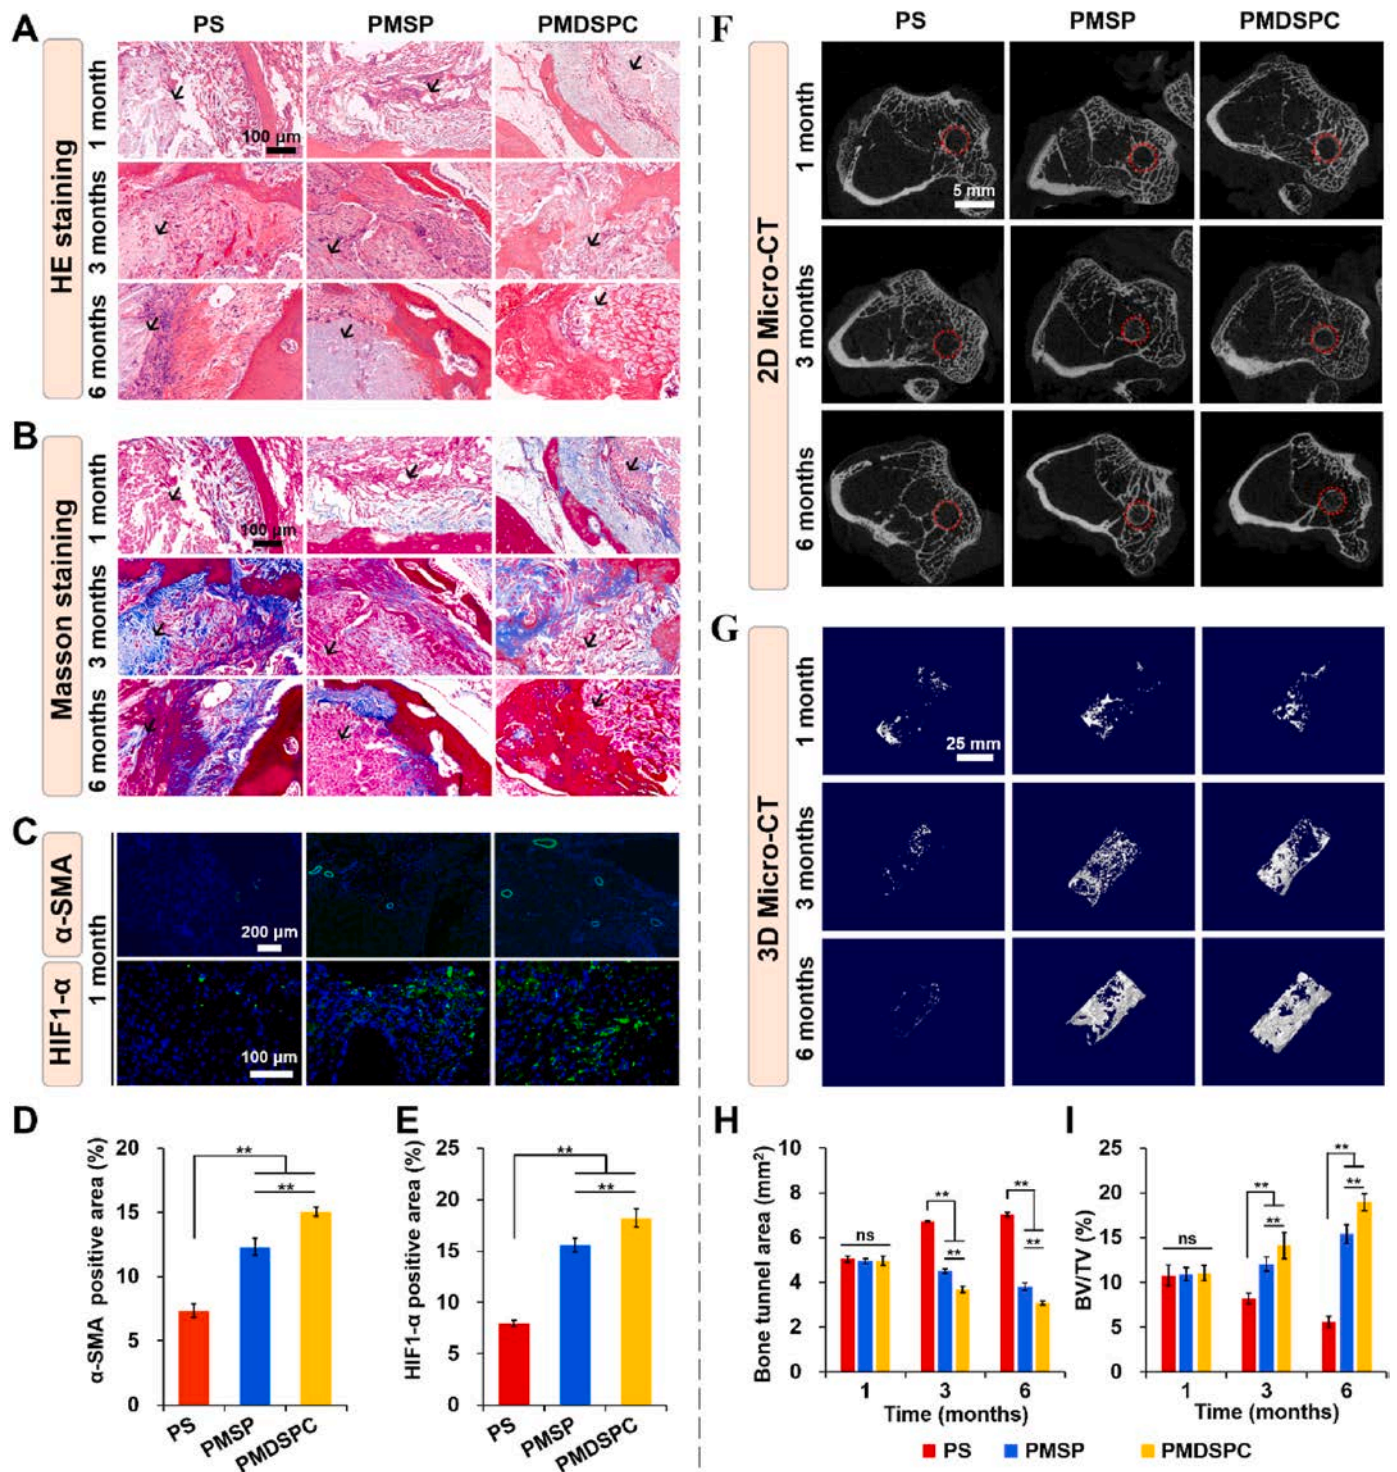 A
PS
PMSP
PMDSPC
HE staining
1 month
3 months
6 months
100 μm
B
Masson staining
1 month
3 months
6 months
100 μm
C
α-SMA
HIF1-α
1 month
200 μm
100 μm
D
α-SMA positive area (%)
20
15
10
5
0
**
**
PS
PMSP
PMDSPC
E
HIF1-α positive area (%)
25
20
15
10
5
0
**
**
PS
PMSP
PMDSPC
F
PS
PMSP
PMDSPC
2D Micro-CT
1 month
3 months
6 months
5 mm
G
3D Micro-CT
1 month
3 months
6 months
25 mm
H
Bone tunnel area (mm²)
10
8
6
4
2
0
ns
**
**
**
**
1
3
6
Time (months)
I
BV/TV (%)
25
20
15
10
5
0
ns
**
**
**
**
1
3
6
Time (months)
PS
PMSP
PMDSPC